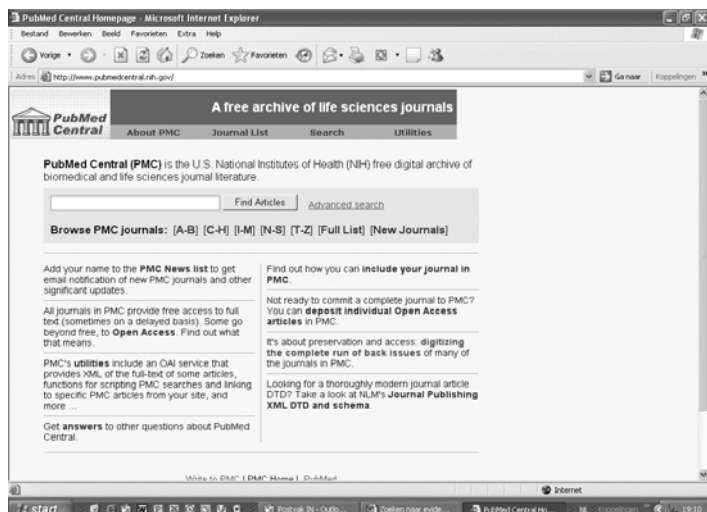 PubMed Central Homepage - Microsoft Internet Explorer
Bestand Bewerken Beeld Favorieten Extra Help
Vorige Zoeken Favorieten
Adres http://www.pubmedcentral.nih.gov/ Ga naar Koppelingen
PubMed Central
A free archive of life sciences journals
About PMC Journal List Search Utilities
PubMed Central (PMC) is the U.S. National Institutes of Health (NIH) free digital archive of
biomedical and life sciences journal literature.
Find Articles Advanced search
Browse PMC journals: [A-B] [C-H] [I-M] [N-S] [T-Z] [Full List] [New Journals]
Add your name to the PMC News list to get
email notification of new PMC journals and other
significant updates.
All journals in PMC provide free access to full
text (sometimes on a delayed basis). Some go
beyond free, to Open Access. Find out what
that means.
PMC's utilities include an OAI service that
provides XML of the full-text of some articles,
functions for scripting PMC searches and linking
to specific PMC articles from your site, and
more ...
Get answers to other questions about PubMed
Central.
Find out how you can include your journal in
PMC.
Not ready to commit a complete journal to PMC?
You can deposit individual Open Access
articles in PMC.
It's about preservation and access: digitizing
the complete run of back issues of many of
the journals in PMC.
Looking for a thoroughly modern journal article
DTD? Take a look at NLM's Journal Publishing
XML DTD and schema.
Write to PMC | PMC Home | PubMed
Internet
start Postvak IN - Outlo... Zoeken naar evide... PubMed Central Ho... NL Koppelingen 19:10